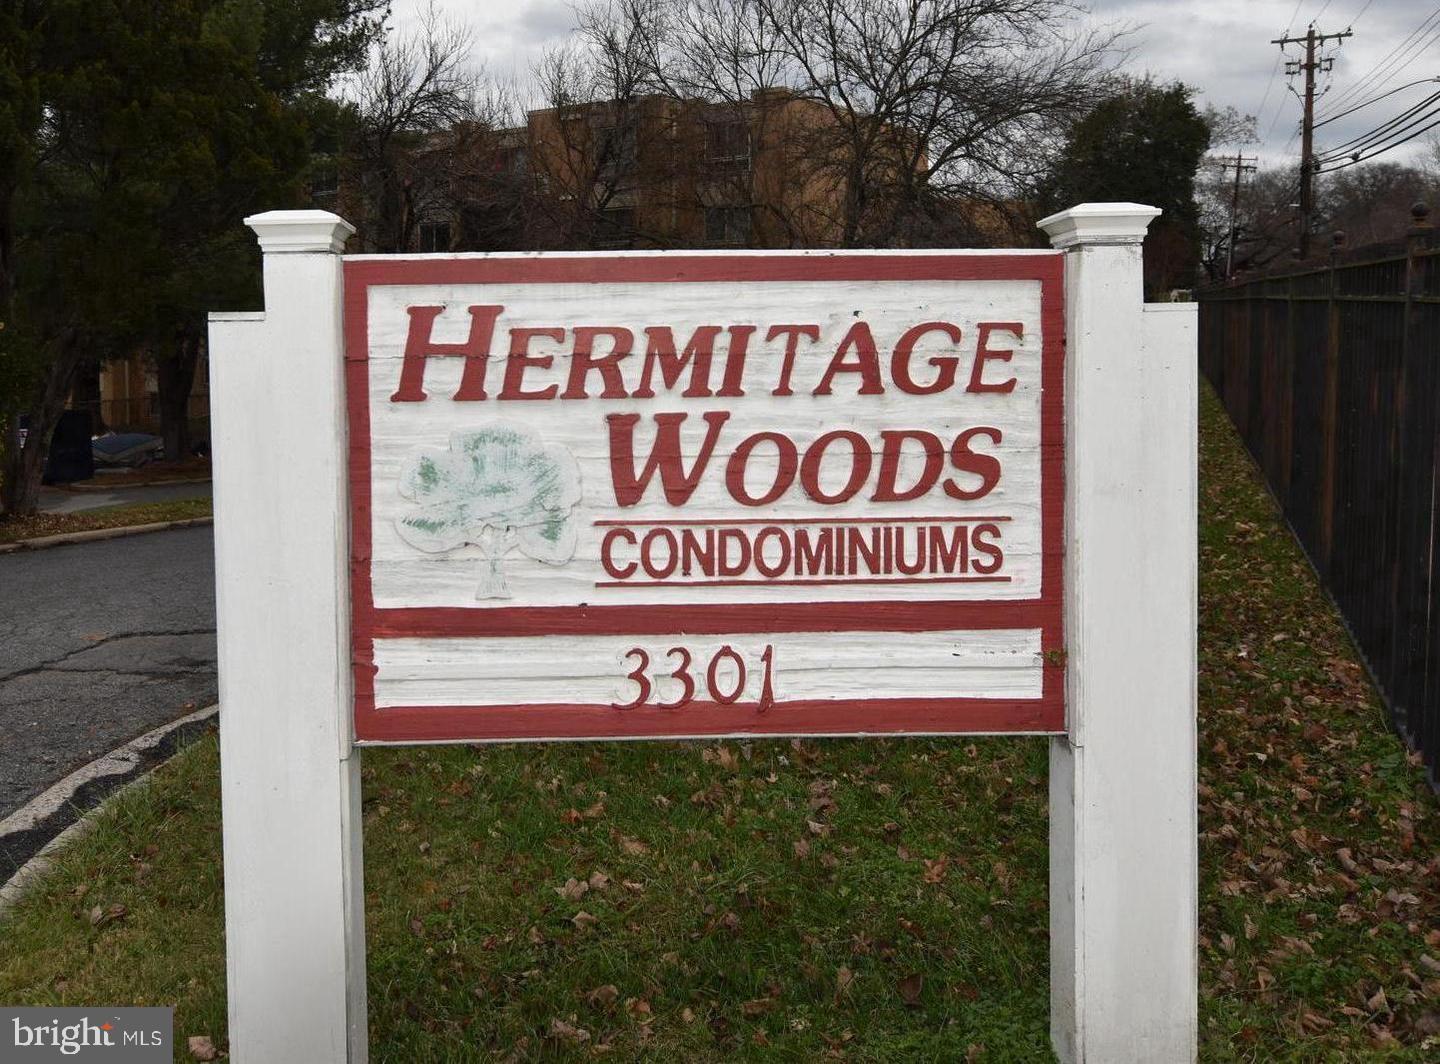 HERMITAGE
WOODS
CONDOMINIUMS
3301
bright MLS